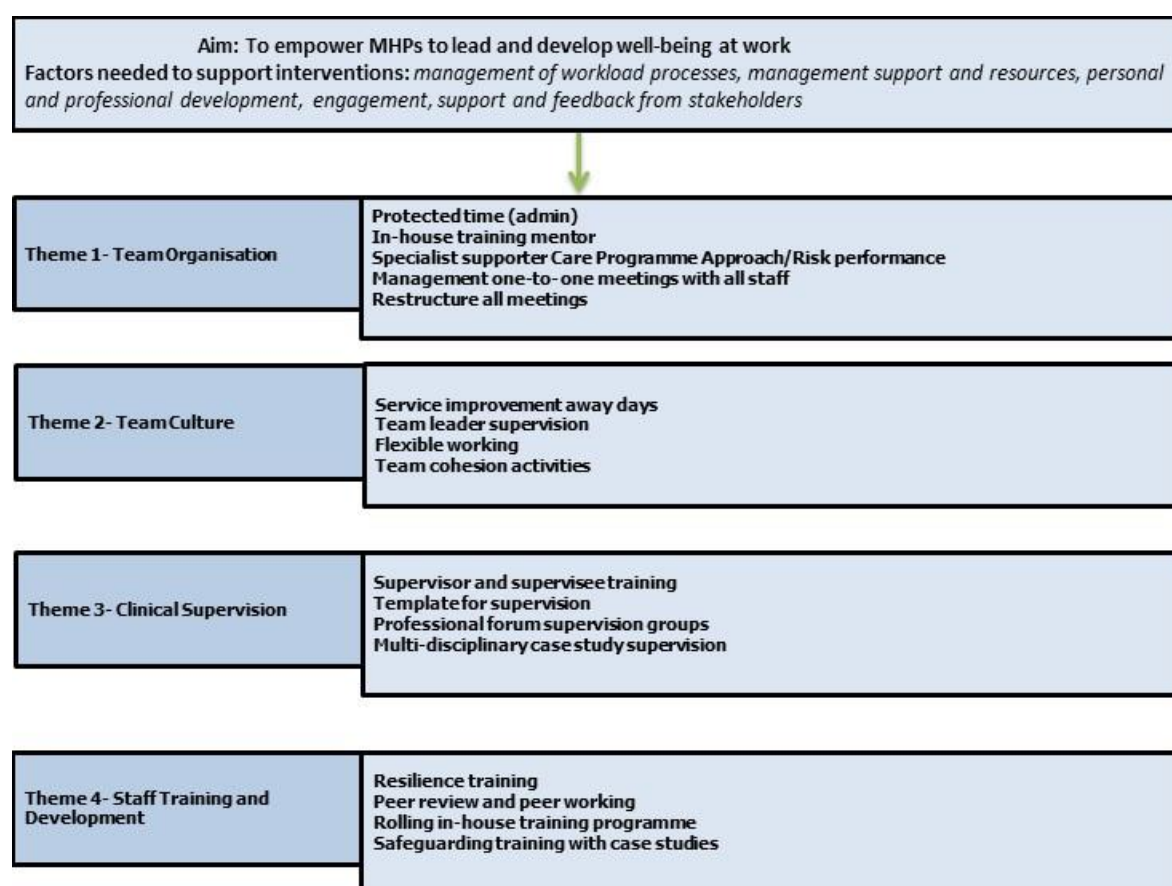 Aim: To empower MHPs to lead and develop well-being at work
Factors needed to support interventions: management of workload processes, management support and resources, personal
and professional development, engagement, support and feedback from stakeholders
Theme 1- Team Organisation
Protected time (admin)
In-house training mentor
Specialist supporter Care Programme Approach/Risk performance
Management one-to- one meetings with all staff
Restructure all meetings
Theme 2- Team Culture
Service improvement away days
Team leader supervision
Flexible working
Team cohesion activities
Theme 3- Clinical Supervision
Supervisor and supervisee training
Template for supervision
Professional forum supervision groups
Multi-disciplinary case study supervision
Theme 4- Staff Training and
Development
Resilience training
Peer review and peer working
Rolling in-house training programme
Safeguarding training with case studies